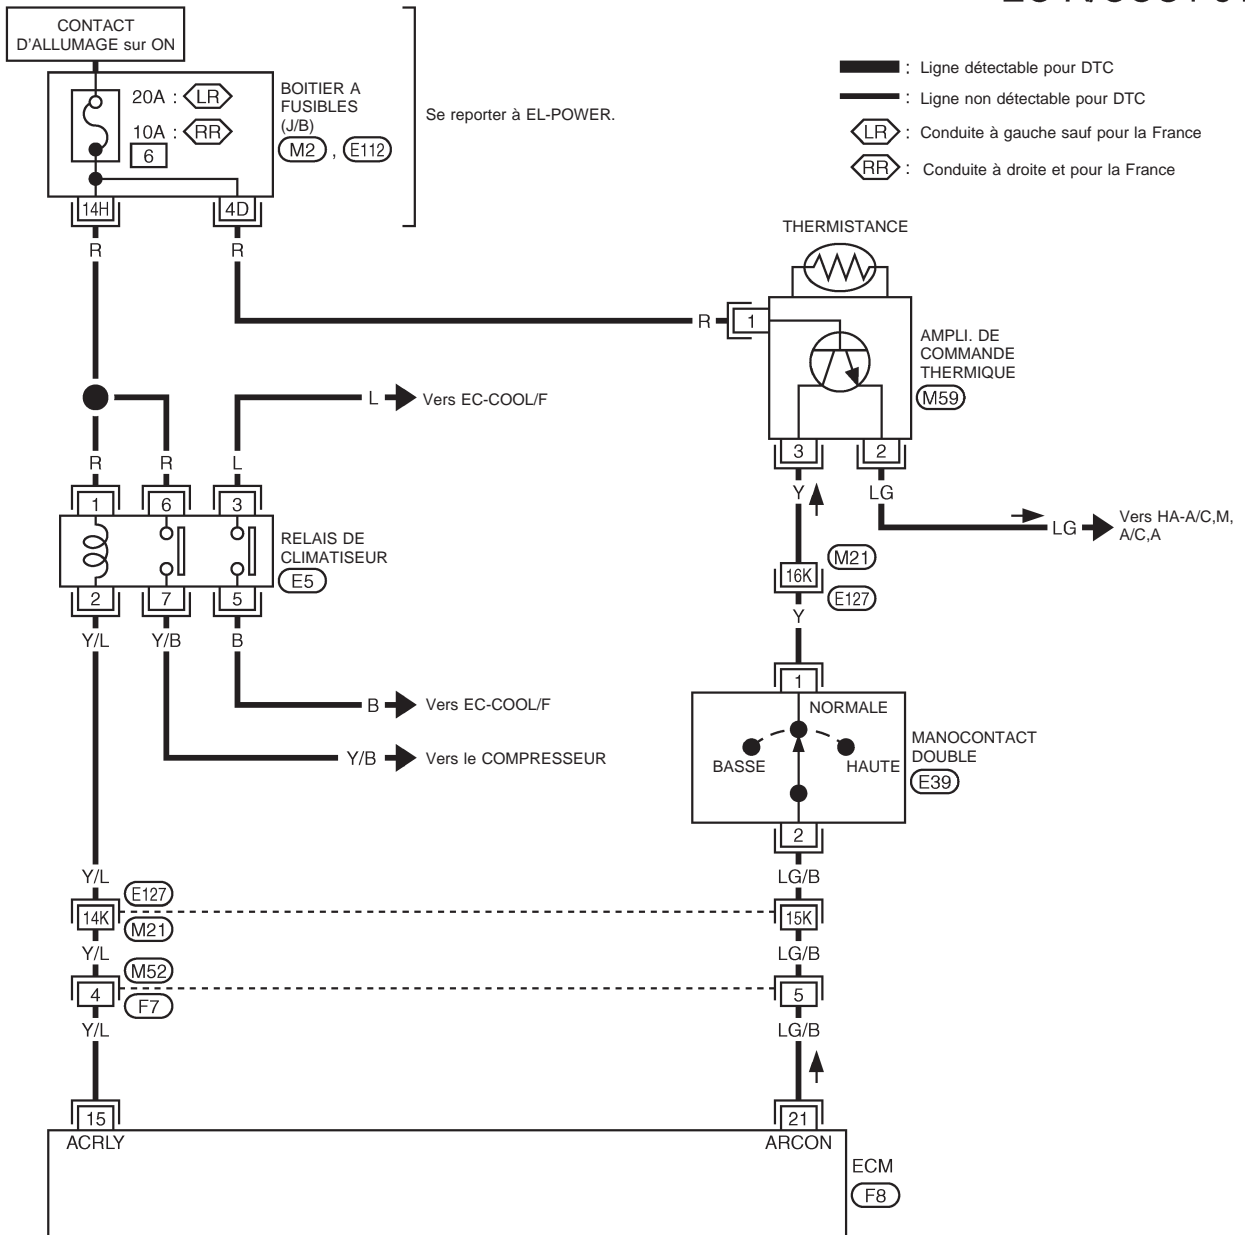 CONTACT
D'ALLUMAGE sur ON
20A : LR
10A : RR
6
BOITIER A
FUSIBLES
(J/B)
M2 , E112
Se reporter à EL-POWER.
: Ligne détectable pour DTC
: Ligne non détectable pour DTC
LR : Conduite à gauche sauf pour la France
RR : Conduite à droite et pour la France
14H
4D
R
R
THERMISTANCE
R
1
AMPLI. DE
COMMANDE
THERMIQUE
M59
3
2
L
Vers EC-COOL/F
R
R
L
1
6
3
RELAIS DE
CLIMATISEUR
E5
2
7
5
Y/L
Y/B
B
Y
LG
LG
Vers HA-A/C,M,
A/C,A
M21
16K
E127
Y
1
NORMALE
BASSE
HAUTE
MANOCONTACT
DOUBLE
E39
2
B
Vers EC-COOL/F
Y/B
Vers le COMPRESSEUR
Y/L
LG/B
E127
14K
15K
M21
Y/L
LG/B
M52
4
5
F7
Y/L
LG/B
15
21
ACRLY
ARCON
ECM
F8